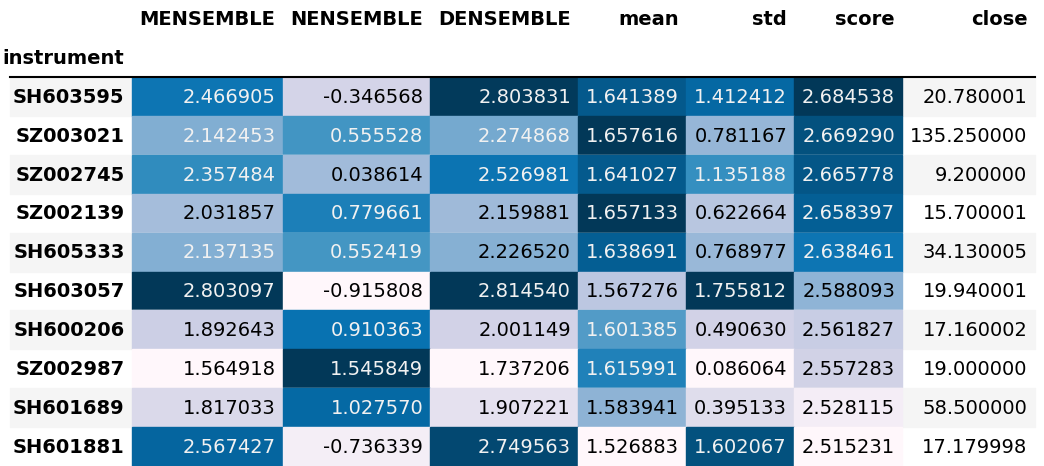 MENSEMBLE NENSEMBLE DENSEMBLE mean std score close
instrument
SH603595 2.466905 -0.346568 2.803831 1.641389 1.412412 2.684538 20.780001
SZ003021 2.142453 0.555528 2.274868 1.657616 0.781167 2.669290 135.250000
SZ002745 2.357484 0.038614 2.526981 1.641027 1.135188 2.665778 9.200000
SZ002139 2.031857 0.779661 2.159881 1.657133 0.622664 2.658397 15.700001
SH605333 2.137135 0.552419 2.226520 1.638691 0.768977 2.638461 34.130005
SH603057 2.803097 -0.915808 2.814540 1.567276 1.755812 2.588093 19.940001
SH600206 1.892643 0.910363 2.001149 1.601385 0.490630 2.561827 17.160002
SZ002987 1.564918 1.545849 1.737206 1.615991 0.086064 2.557283 19.000000
SH601689 1.817033 1.027570 1.907221 1.583941 0.395133 2.528115 58.500000
SH601881 2.567427 -0.736339 2.749563 1.526883 1.602067 2.515231 17.179998